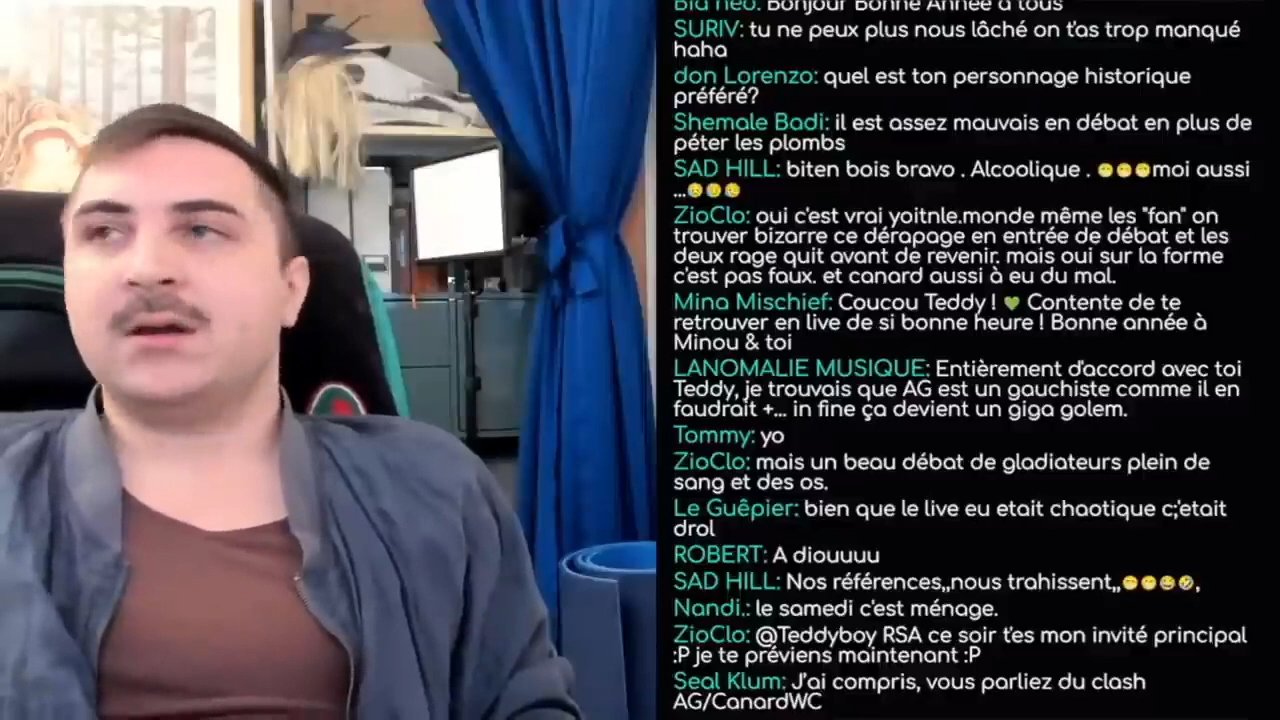 Bia neo: Bonjour Bonne Année à tous
SURIV: tu ne peux plus nous lâché on t'as trop manqué
haha
don Lorenzo: quel est ton personnage historique
préféré?
Shemale Badi: il est assez mauvais en débat en plus de
péter les plombs
SAD HILL: biten bois bravo . Alcoolique . 😁😁😁moi aussi
...😥😥😥
ZioClo: oui c'est vrai yoitnle.monde même les "fan" on
trouver bizarre ce dérapage en entrée de débat et les
deux rage quit avant de revenir. mais oui sur la forme
c'est pas faux. et canard aussi à eu du mal.
Mina Mischief: Coucou Teddy ! 💚 Contente de te
retrouver en live de si bonne heure ! Bonne année à
Minou & toi
LANOMALIE MUSIQUE: Entièrement d'accord avec toi
Teddy, je trouvais que AG est un gauchiste comme il en
faudrait +... in fine ça devient un giga golem.
Tommy: yo
ZioClo: mais un beau débat de gladiateurs plein de
sang et des os.
Le Guêpier: bien que le live eu etait chaotique c;'etait
drol
ROBERT: A diouuuu
SAD HILL: Nos références,,nous trahissent,,😁😁😂🤣,
Nandi.: le samedi c'est ménage.
ZioClo: @Teddyboy RSA ce soir t'es mon invité principal
:P je te préviens maintenant :P
Seal Klum: J'ai compris, vous parliez du clash
AG/CanardWC